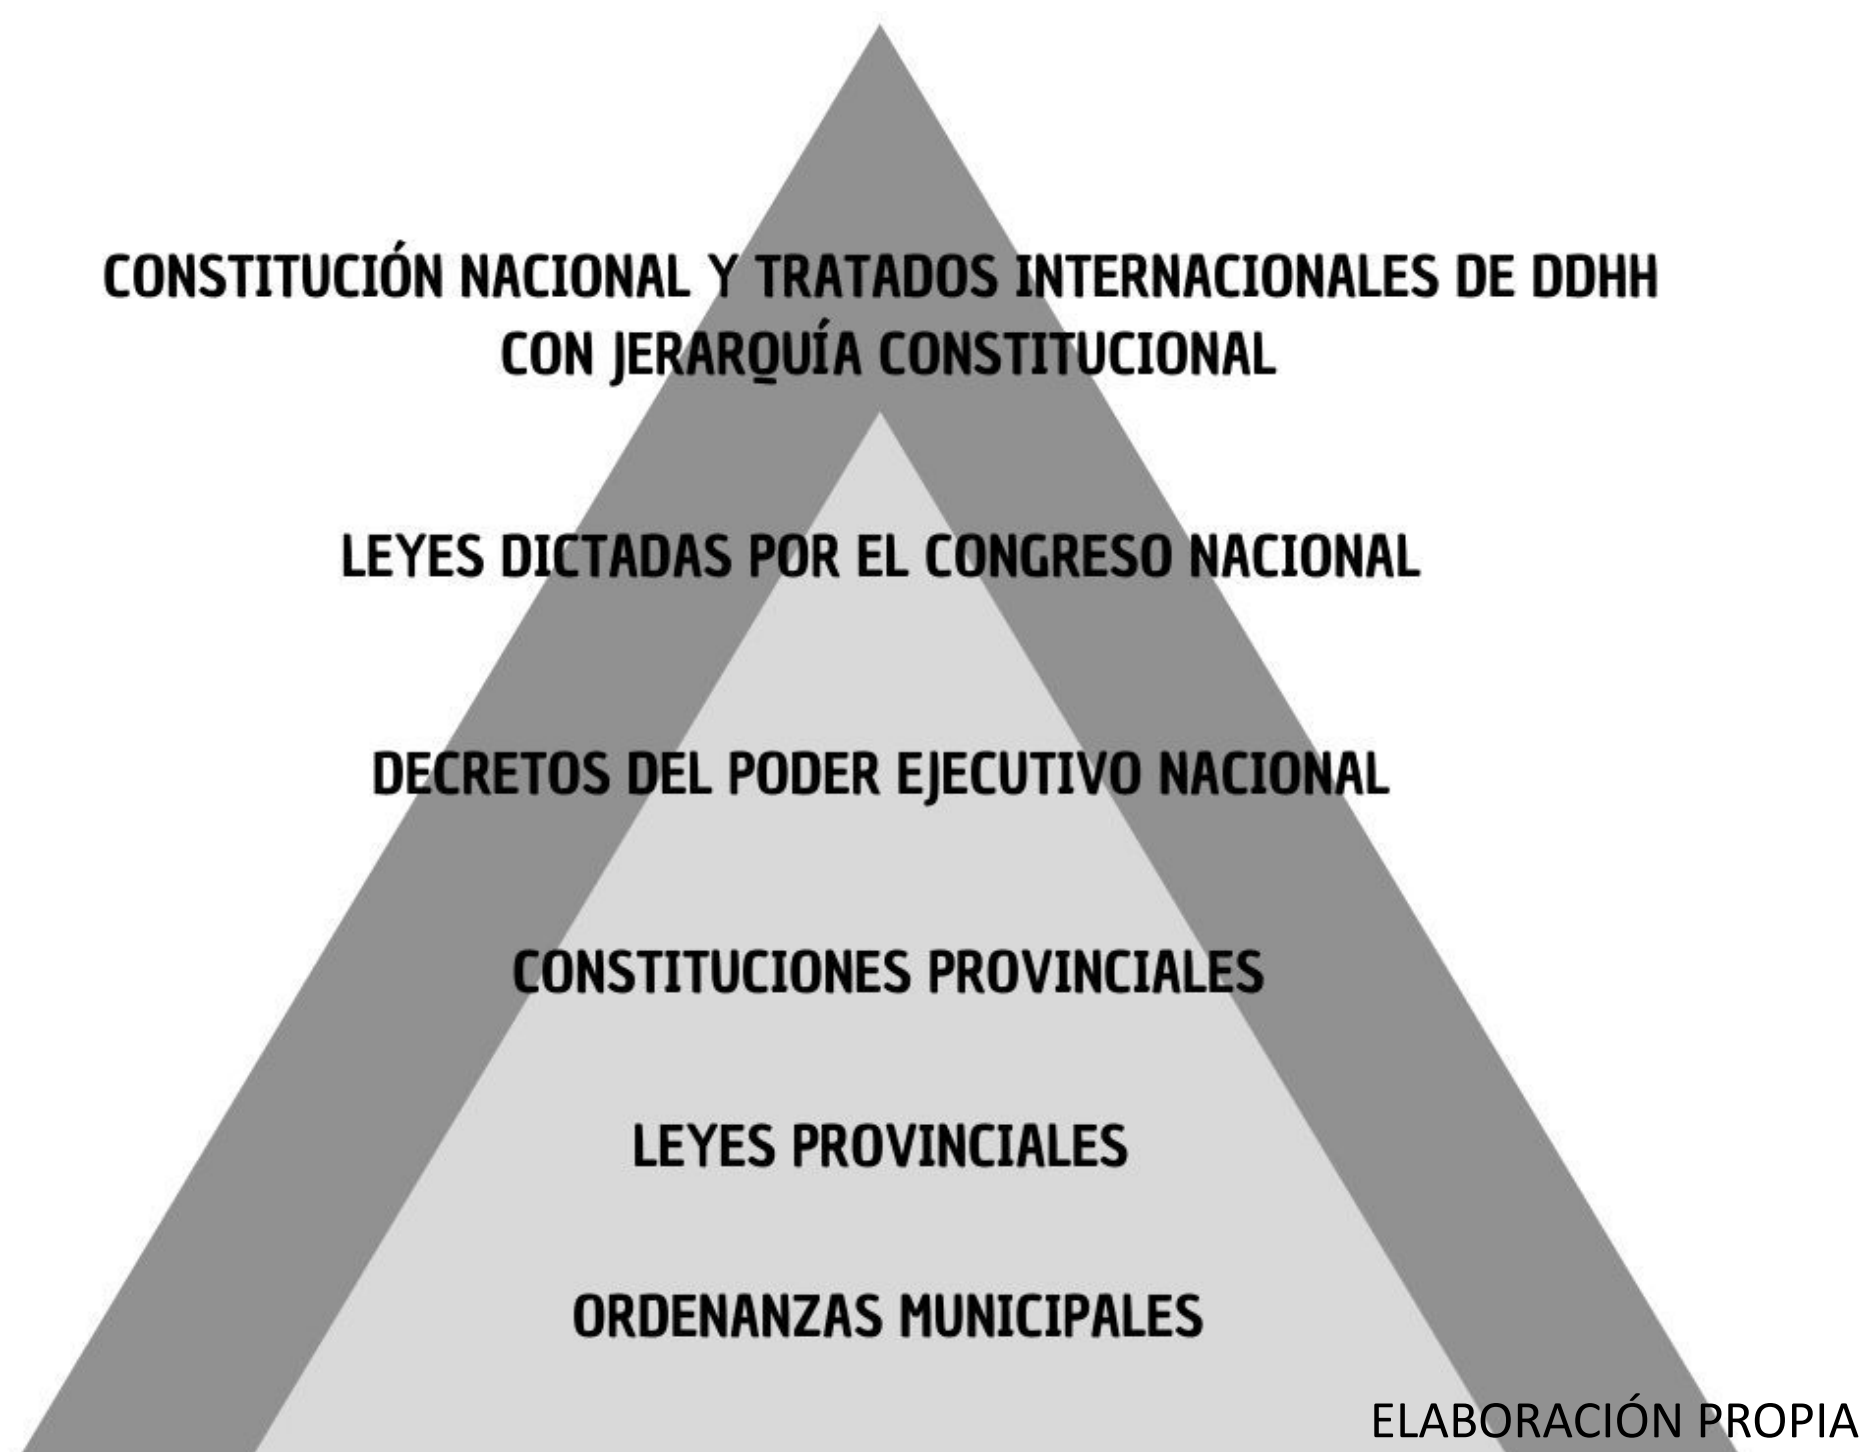 CONSTITUCIÓN NACIONAL Y TRATADOS INTERNACIONALES DE DDHH
CON JERARQUÍA CONSTITUCIONAL
LEYES DICTADAS POR EL CONGRESO NACIONAL
DECRETOS DEL PODER EJECUTIVO NACIONAL
CONSTITUCIONES PROVINCIALES
LEYES PROVINCIALES
ORDENANZAS MUNICIPALES
ELABORACIÓN PROPIA